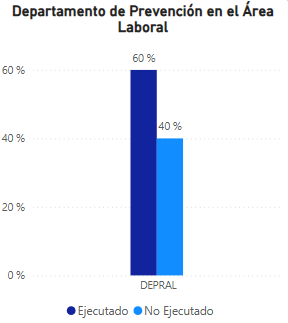 Departamento de Prevención en el Área
Laboral
60 %
40 %
60 %
40 %
20 %
0 %
DEPRAL
Ejecutado No Ejecutado